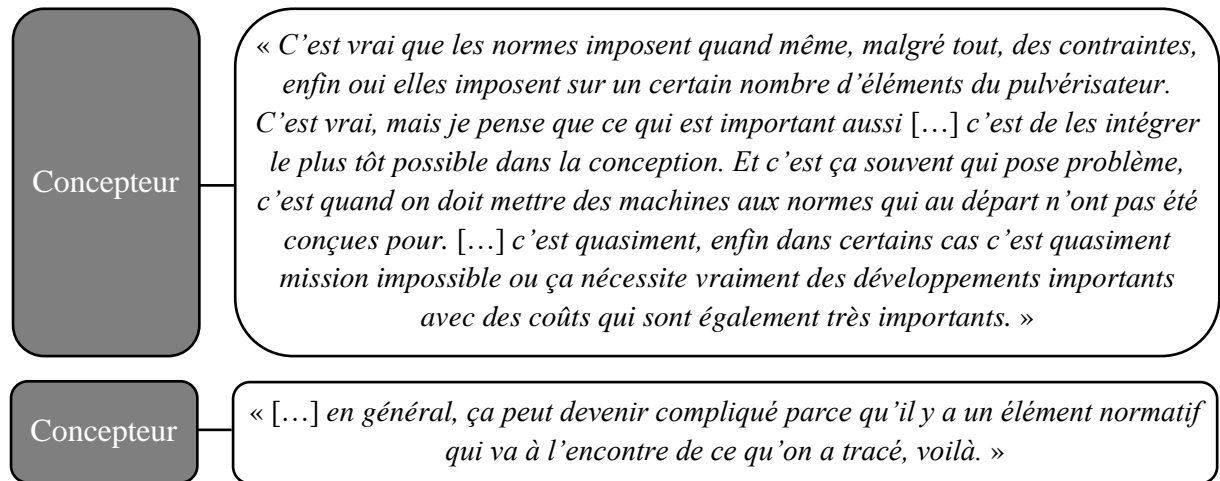 Concepteur
« C'est vrai que les normes imposent quand même, malgré tout, des contraintes,
enfin oui elles imposent sur un certain nombre d'éléments du pulvérisateur.
C'est vrai, mais je pense que ce qui est important aussi […] c'est de les intégrer
le plus tôt possible dans la conception. Et c'est ça souvent qui pose problème,
c'est quand on doit mettre des machines aux normes qui au départ n'ont pas été
conçues pour. […] c'est quasiment, enfin dans certains cas c'est quasiment
mission impossible ou ça nécessite vraiment des développements importants
avec des coûts qui sont également très importants. »
Concepteur
« […] en général, ça peut devenir compliqué parce qu'il y a un élément normatif
qui va à l'encontre de ce qu'on a tracé, voilà. »